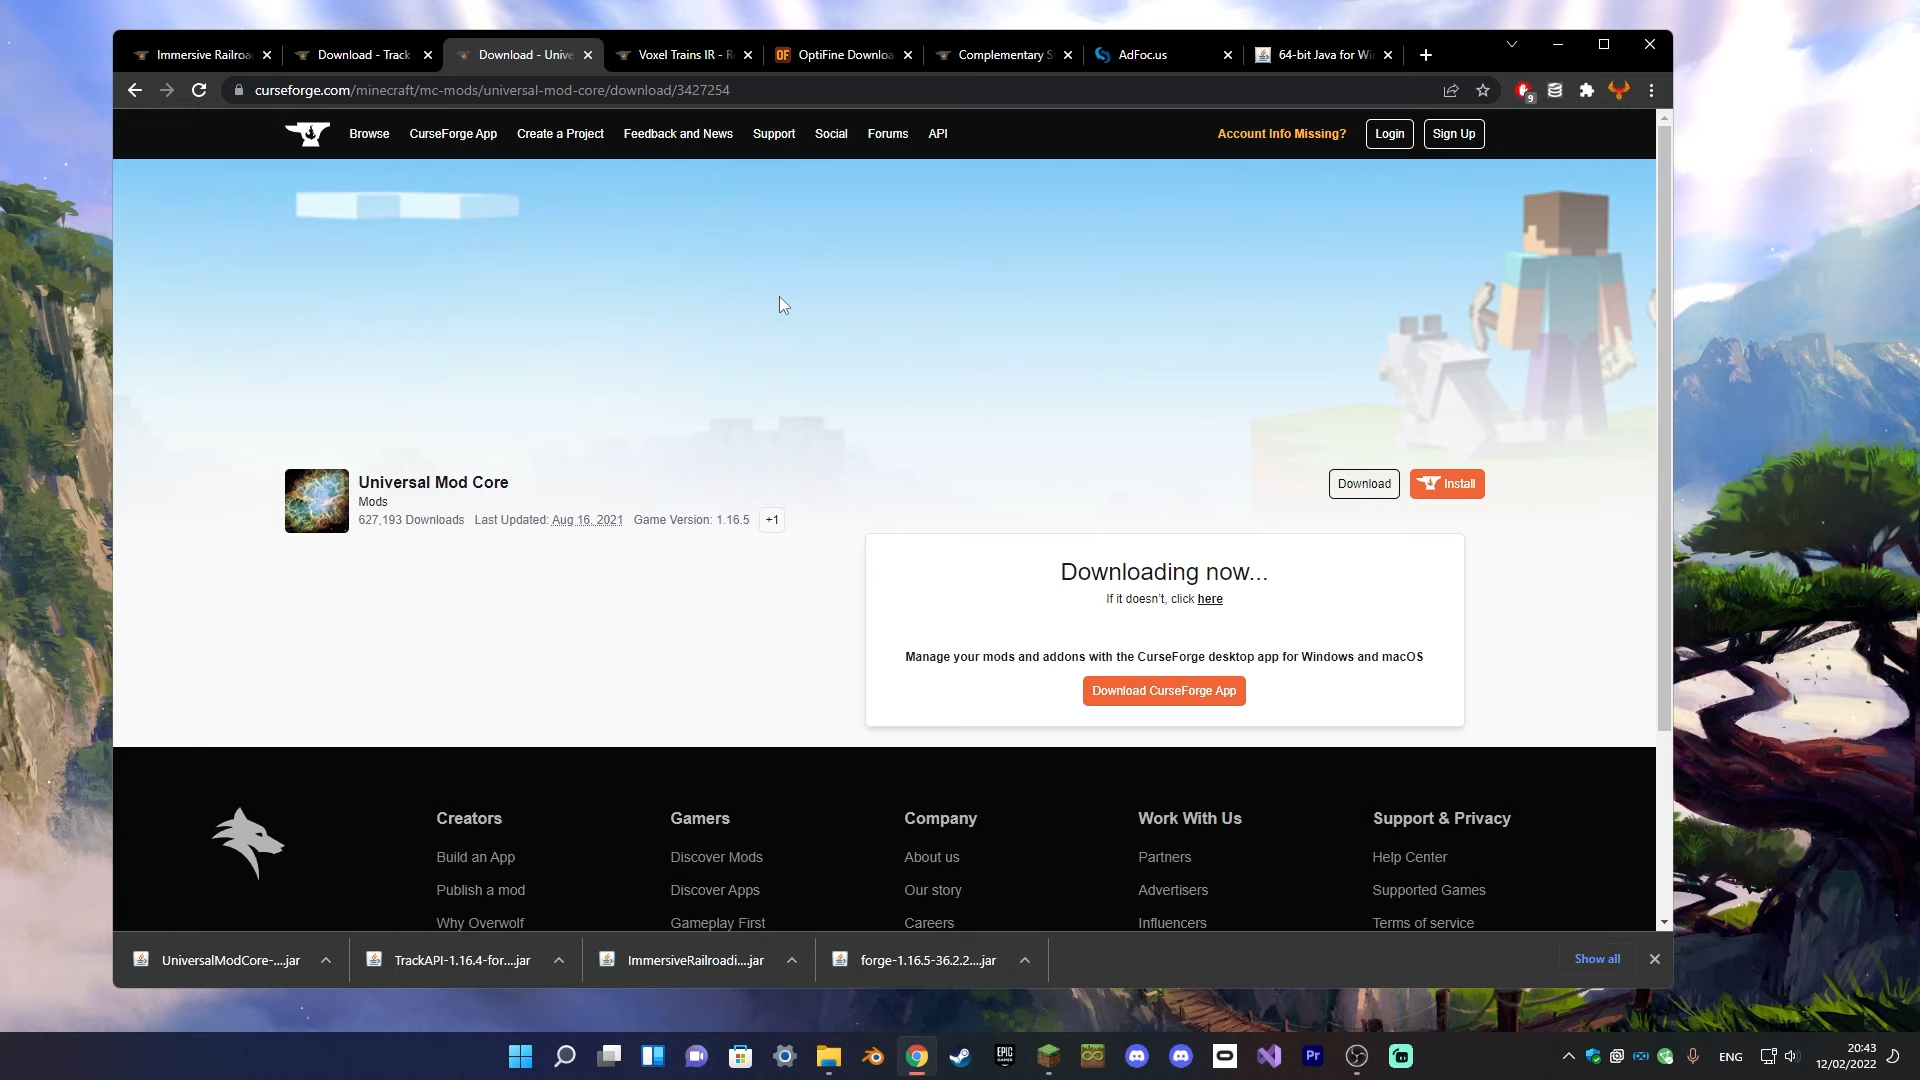 Immersive Railroa
Download - Track
Download - Unive
Voxel Trains IR - R
OF
OptiFine Downloa
Complementary S
AdFoc.us
64-bit Java for Wi
curseforge.com/minecraft/mc-mods/universal-mod-core/download/3427254
9
Browse
CurseForge App
Create a Project
Feedback and News
Support
Social
Forums
API
Account Info Missing?
Login
Sign Up
Universal Mod Core
Mods
627,193 Downloads Last Updated: Aug 16, 2021 Game Version: 1.16.5 +1
Download
Install
Downloading now...
If it doesn't, click here
Manage your mods and addons with the CurseForge desktop app for Windows and macOS
Download CurseForge App
Creators
Gamers
Company
Work With Us
Support & Privacy
Build an App
Discover Mods
About us
Partners
Help Center
Publish a mod
Discover Apps
Our story
Advertisers
Supported Games
Why Overwolf
Gameplay First
Careers
Influencers
Terms of service
UniversalModCore-....jar
TrackAPI-1.16.4-for....jar
ImmersiveRailroadi....jar
forge-1.16.5-36.2.2....jar
Show all
EPIC
GAMES
Pr
ENG
20:43
12/02/2022